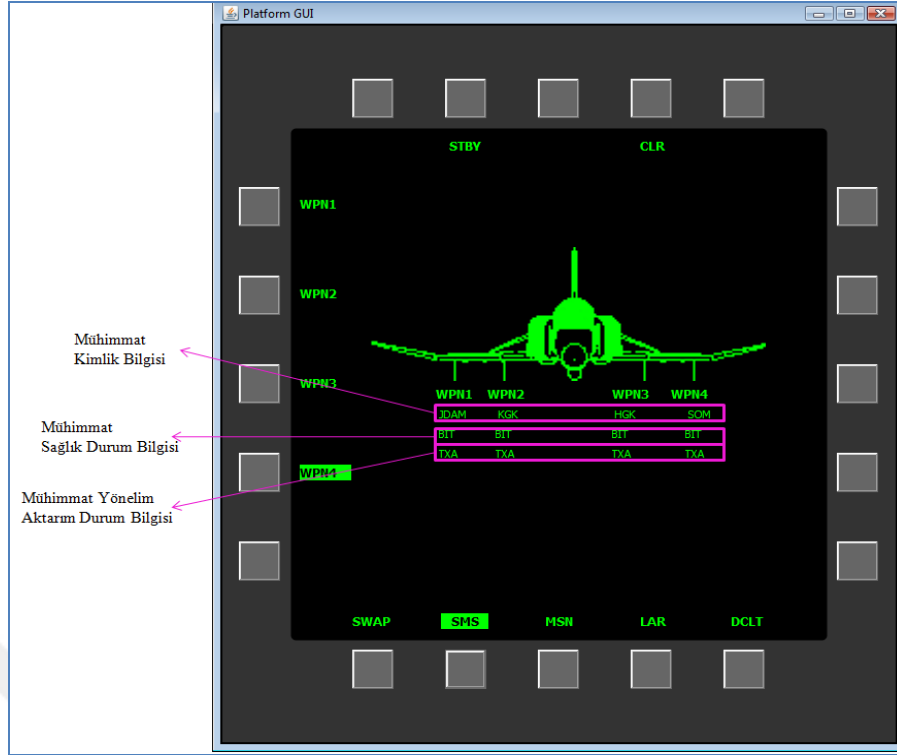 Platform GUI
STBY CLR
WPN1
WPN2
WPN3
WPN4
Mühimmat
Kimlik Bilgisi
Mühimmat
Sağlık Durum Bilgisi
Mühimmat Yönelim
Aktarım Durum Bilgisi
WPN1 WPN2 WPN3 WPN4
JDAM KGK HGK SOM
BIT BIT BIT BIT
TXA TXA TXA TXA
SWAP SMS MSN LAR DCLT